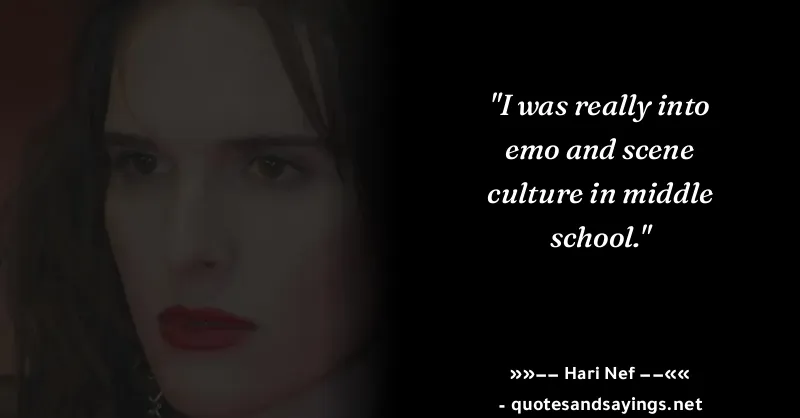 "I was really into
emo and scene
culture in middle
school."
»»–– Hari Nef ––««
- quotesandsayings.net